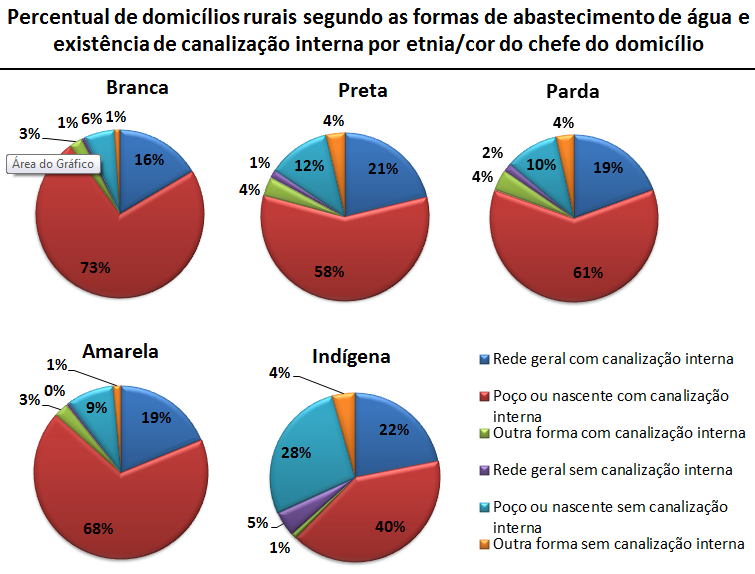 Percentual de domicílios rurais segundo as formas de abastecimento de água e
existência de canalização interna por etnia/cor do chefe do domicílio
Branca
3%
1%
6%
1%
16%
73%
Área do Gráfico
Preta
4%
1%
12%
4%
21%
58%
Parda
4%
2%
10%
4%
19%
61%
Amarela
3%
0%
9%
1%
19%
68%
Indígena
4%
28%
22%
5%
1%
40%
Rede geral com canalização interna
Poço ou nascente com canalização
interna
Outra forma com canalização interna
Rede geral sem canalização interna
Poço ou nascente sem canalização
interna
Outra forma sem canalização interna